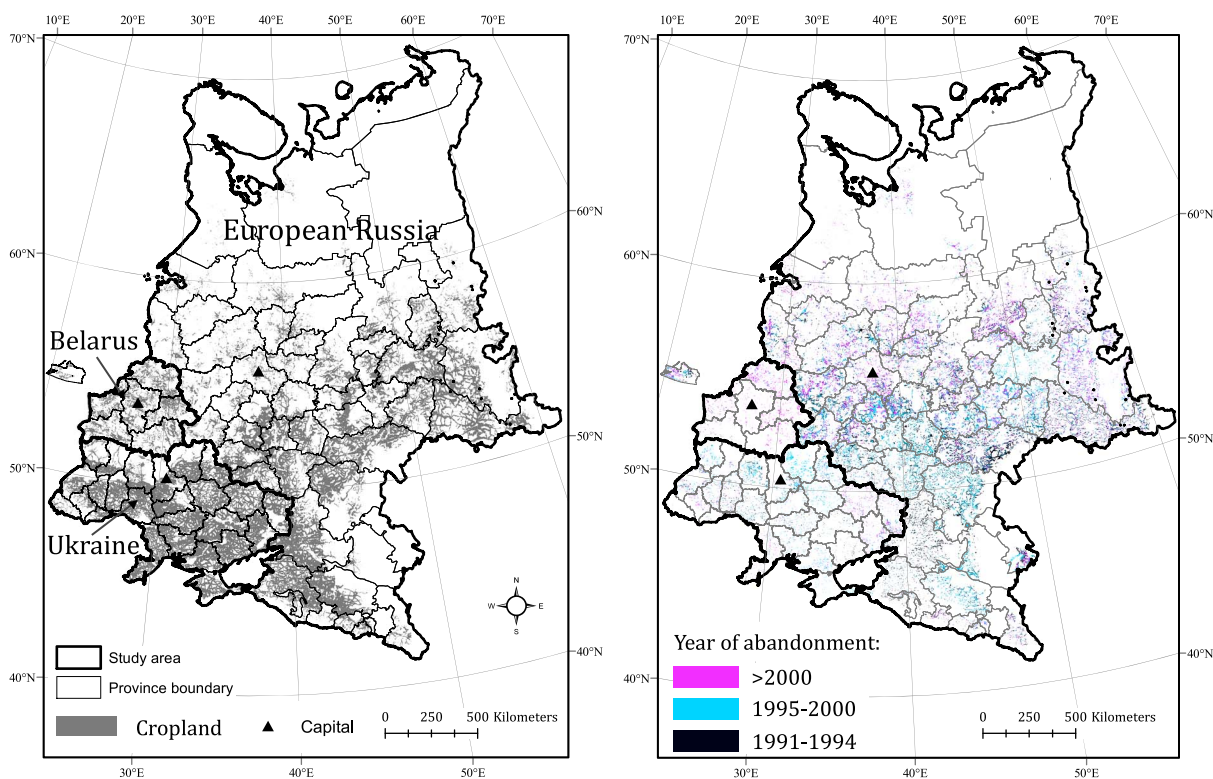 10°E 20°E 30°E 40°E 50°E 60°E 70°E
70°N
60°N
60°N
50°N
50°N
40°N
40°N
European Russia
Belarus
Ukraine
N
W E
S
Study area
Province boundary
Cropland
Capital
0 250 500 Kilometers
30°E 40°E 50°E
10°E 20°E 30°E 40°E 50°E 60°E 70°E
70°N
60°N
60°N
50°N
50°N
40°N
40°N
Year of abandonment:
>2000
1995-2000
1991-1994
0 250 500 Kilometers
30°E 40°E 50°E